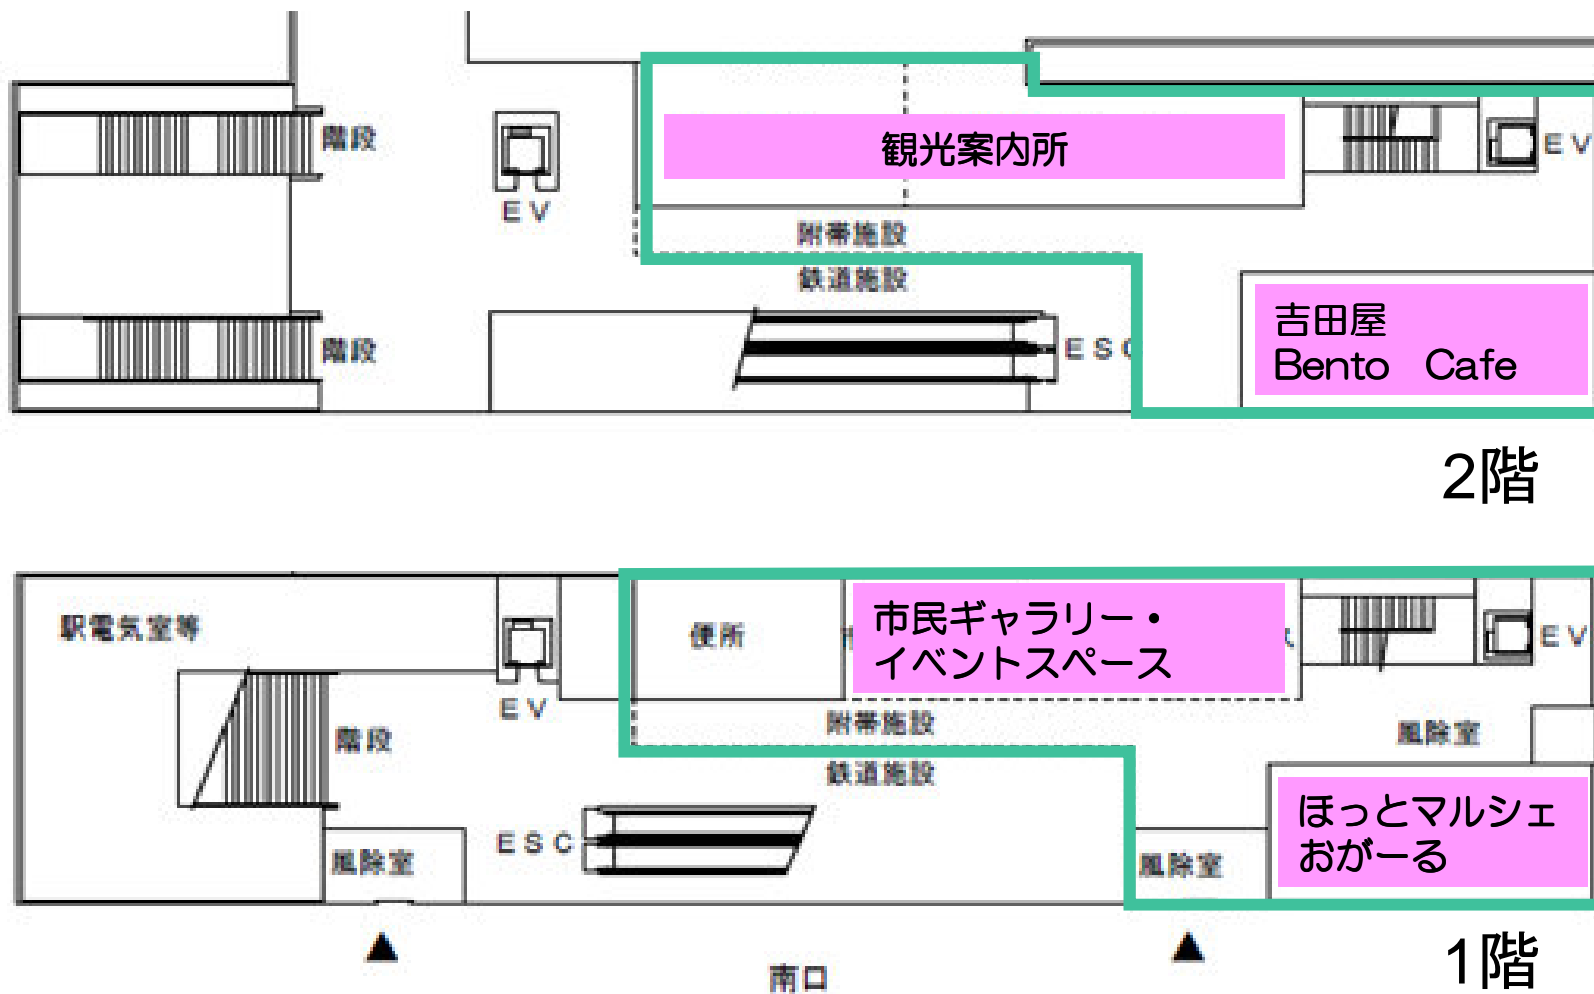 階段
EV
観光案内所
EV
附帯施設
鉄道施設
階段
ESC
吉田屋
Bento Cafe
2階
駅電気室等
EV
便所
市民ギャラリー・
イベントスペース
EV
階段
附帯施設
鉄道施設
風除室
ESC
風除室
風除室
ほっとマルシェ
おがーる
南口
1階